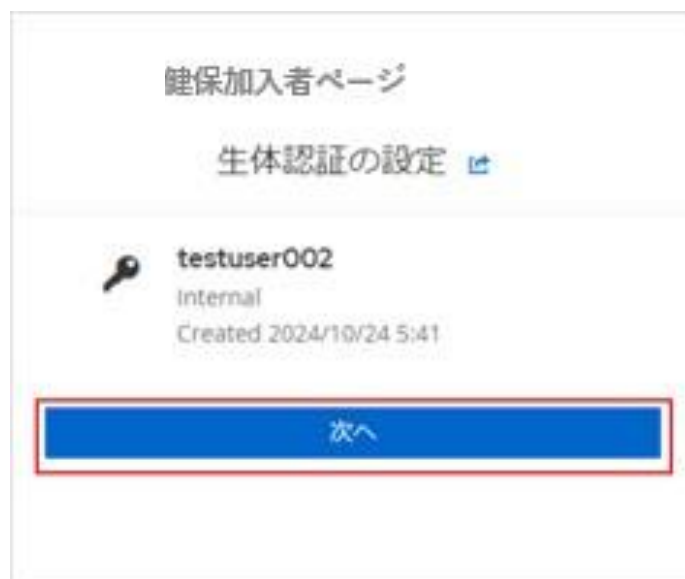 健保加入者ページ
生体認証の設定
testuser002
Internal
Created 2024/10/24 5:41
次へ